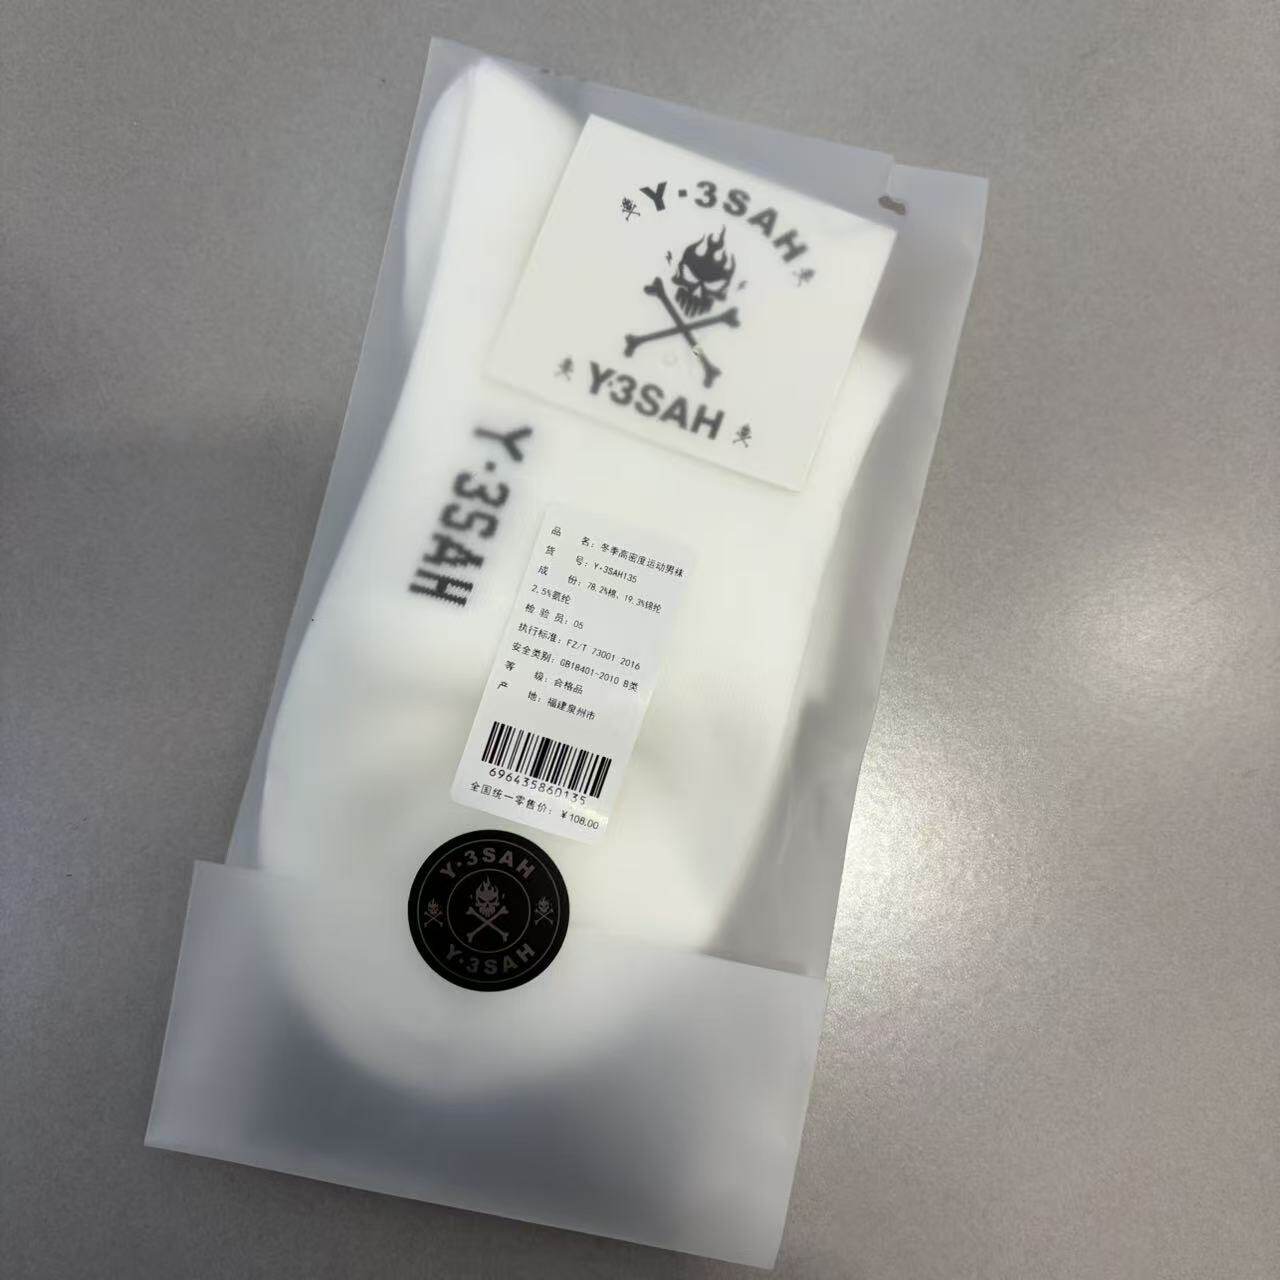 Y·3SAH
Y·3SAH
Y·3SAH
品 名：冬季高密度运动男袜
货 号：Y·3SAH135
成 份：78.2%棉、19.3%锦纶
2.5%氨纶
检 验 员：05
执行标准：FZ/T 73001 2016
安全类别：GB18401-2010 B类
等 级：合格品
产 地：福建泉州市
696435860135
全国统一零售价：￥108.00
Y·3SAH
Y·3SAH